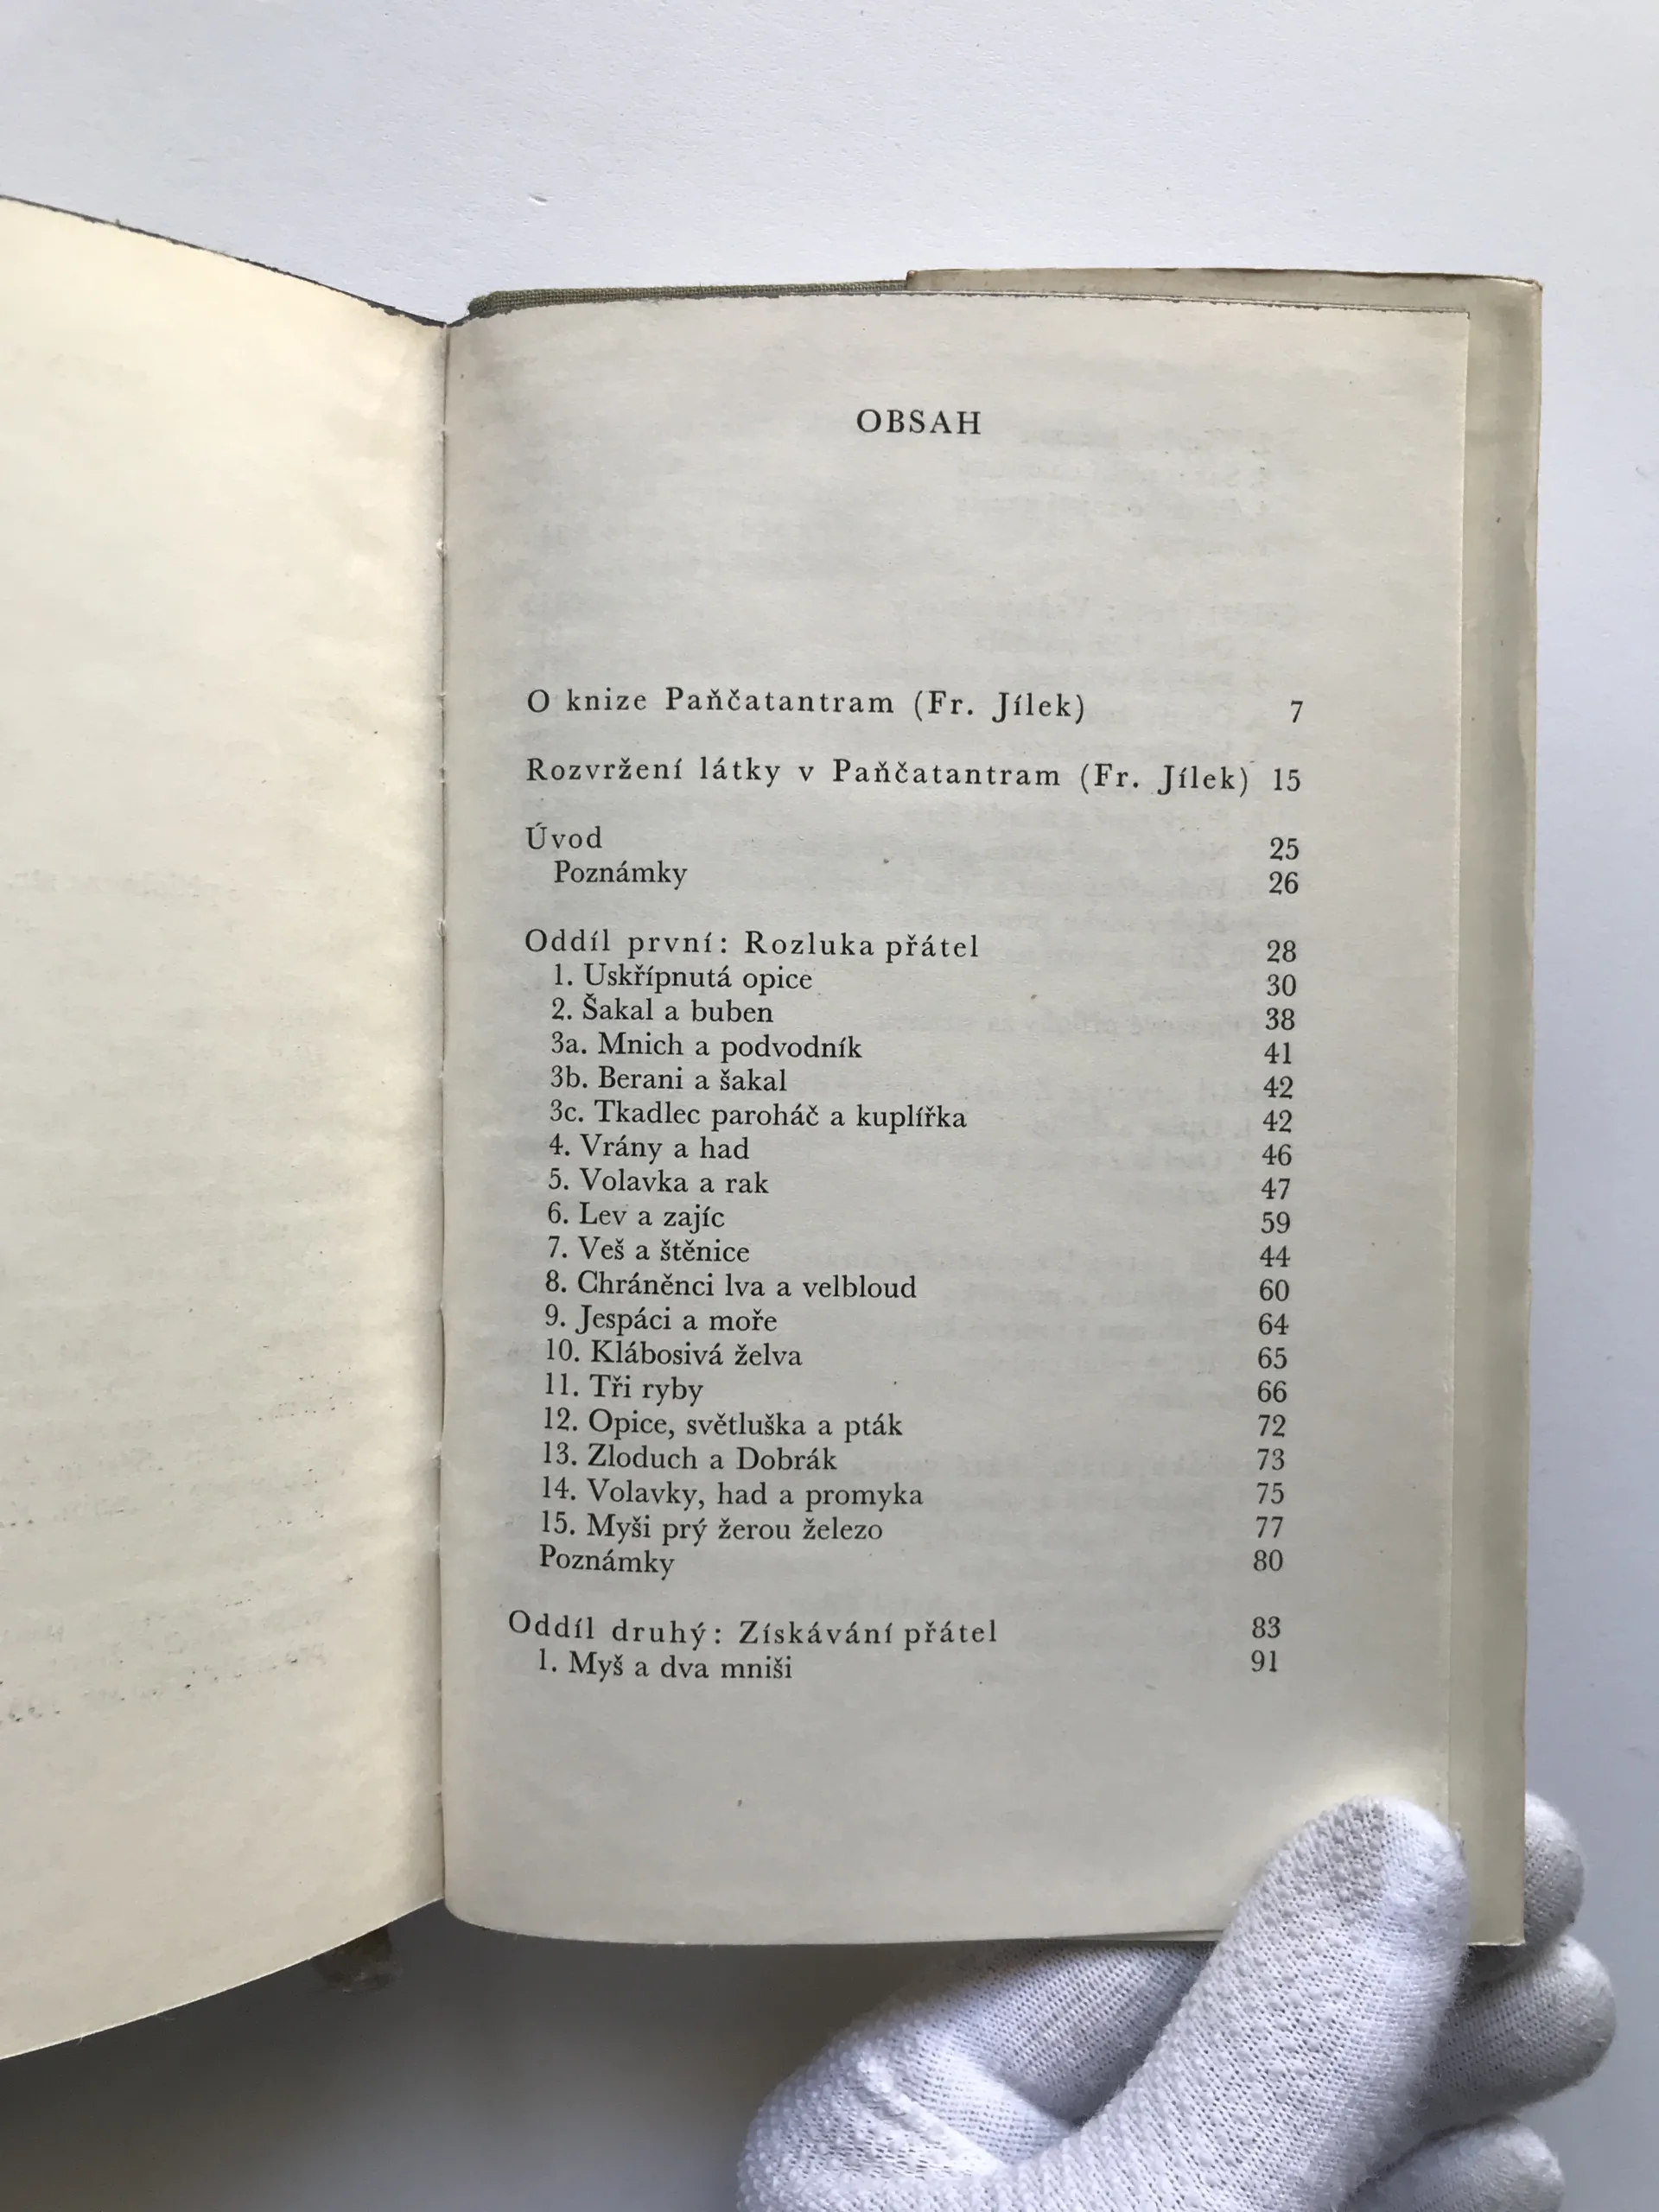 OBSAH
O knize Paňčatantram (Fr. Jílek) 7
Rozvržení látky v Paňčatantram (Fr. Jílek) 15
Úvod 25
Poznámky 26
Oddíl první: Rozluka přátel 28
1. Uskřípnutá opice 30
2. Šakal a buben 38
3a. Mnich a podvodník 41
3b. Berani a šakal 42
3c. Tkadlec paroháč a kuplířka 42
4. Vrány a had 46
5. Volavka a rak 47
6. Lev a zajíc 59
7. Veš a štěnice 44
8. Chráněnci lva a velbloud 60
9. Jespáci a moře 64
10. Klábosivá želva 65
11. Tři ryby 66
12. Opice, světluška a pták 72
13. Zloduch a Dobrák 73
14. Volavky, had a promyka 75
15. Myši prý žerou železo 77
Poznámky 80
Oddíl druhý: Získávání přátel 83
1. Myš a dva mniši 91